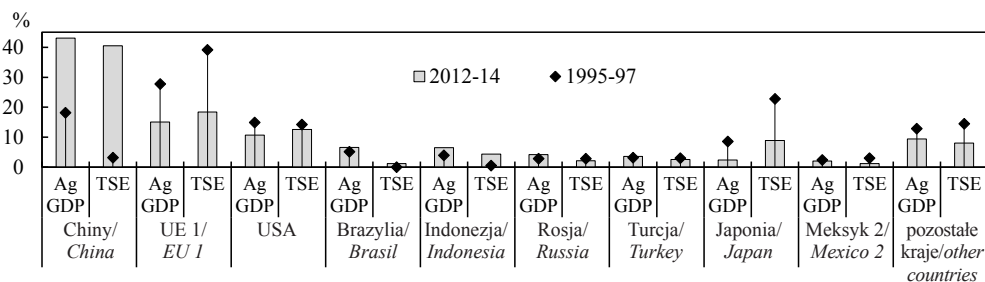 %
40
30
20
10
0
2012-14 1995-97
Ag GDP TSE Ag GDP TSE Ag GDP TSE Ag GDP TSE Ag GDP TSE Ag GDP TSE Ag GDP TSE Ag GDP TSE Ag GDP TSE Ag GDP TSE
Chiny/ UE 1/ USA Brazylia/ Indonezja/ Rosja/ Turcja/ Japonia/ Meksyk 2/ pozostałe
China EU 1 Brasil Indonesia Russia Turkey Japan Mexico 2 kraje/other
countries